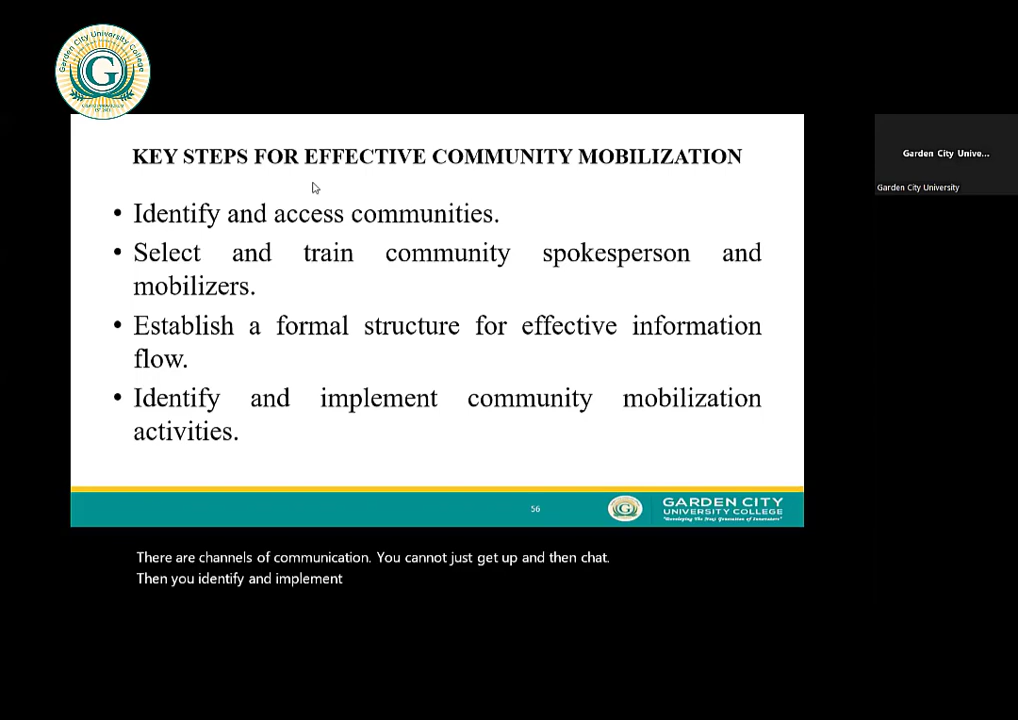 Garden City University College
G
KEY STEPS FOR EFFECTIVE COMMUNITY MOBILIZATION
• Identify and access communities.
• Select and train community spokesperson and
mobilizers.
• Establish a formal structure for effective information
flow.
• Identify and implement community mobilization
activities.
56
G
GARDEN CITY
UNIVERSITY COLLEGE
"Developing The Next Generation of Innovators"
Garden City Unive...
Garden City University
There are channels of communication. You cannot just get up and then chat.
Then you identify and implement